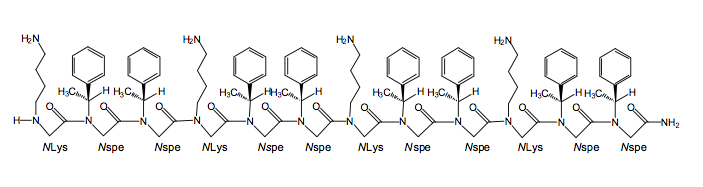 H₂N H₂N H₂N H₂N
H₃C H H₃C H H₃C H H₃C H H₃C H H₃C H H₃C H H₃C H
O O O O O O O O O O O O
H N N N N N N N N N N N N NH₂
NLys Nspe Nspe NLys Nspe Nspe NLys Nspe Nspe NLys Nspe Nspe